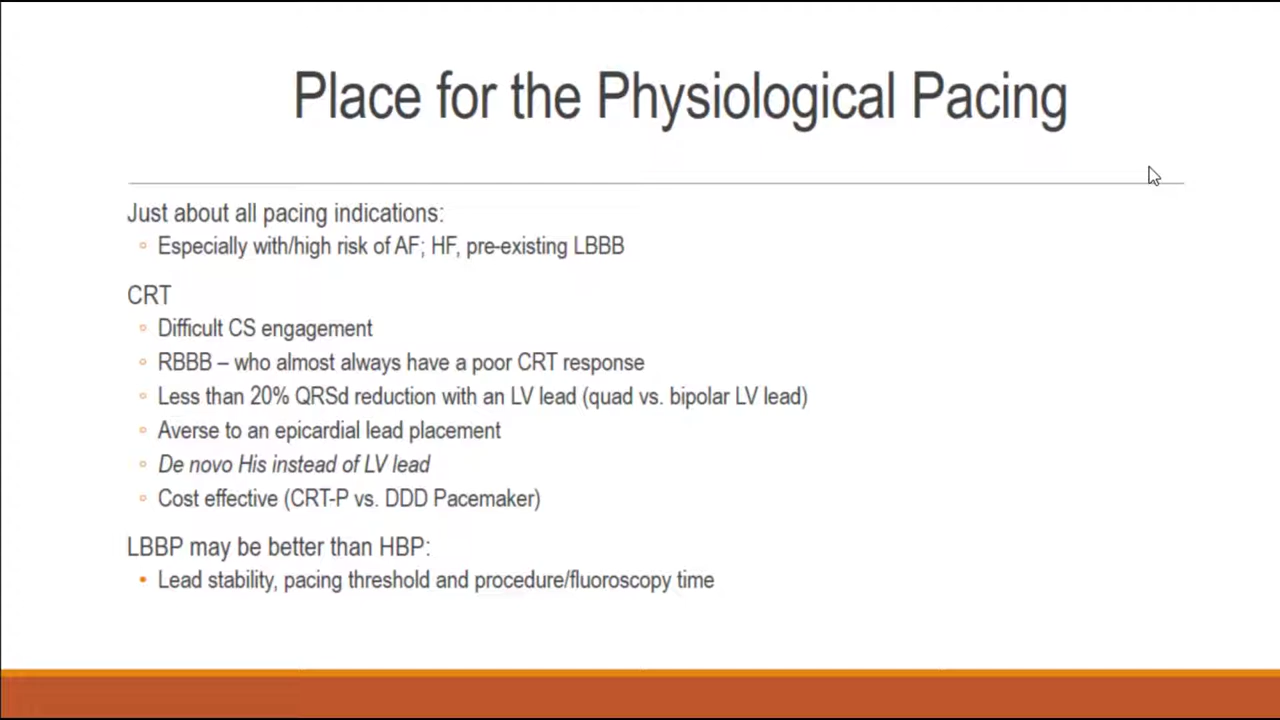 Place for the Physiological Pacing
Just about all pacing indications:
◦ Especially with/high risk of AF; HF, pre-existing LBBB
CRT
◦ Difficult CS engagement
◦ RBBB – who almost always have a poor CRT response
◦ Less than 20% QRSd reduction with an LV lead (quad vs. bipolar LV lead)
◦ Averse to an epicardial lead placement
◦ De novo His instead of LV lead
◦ Cost effective (CRT-P vs. DDD Pacemaker)
LBBP may be better than HBP:
• Lead stability, pacing threshold and procedure/fluoroscopy time